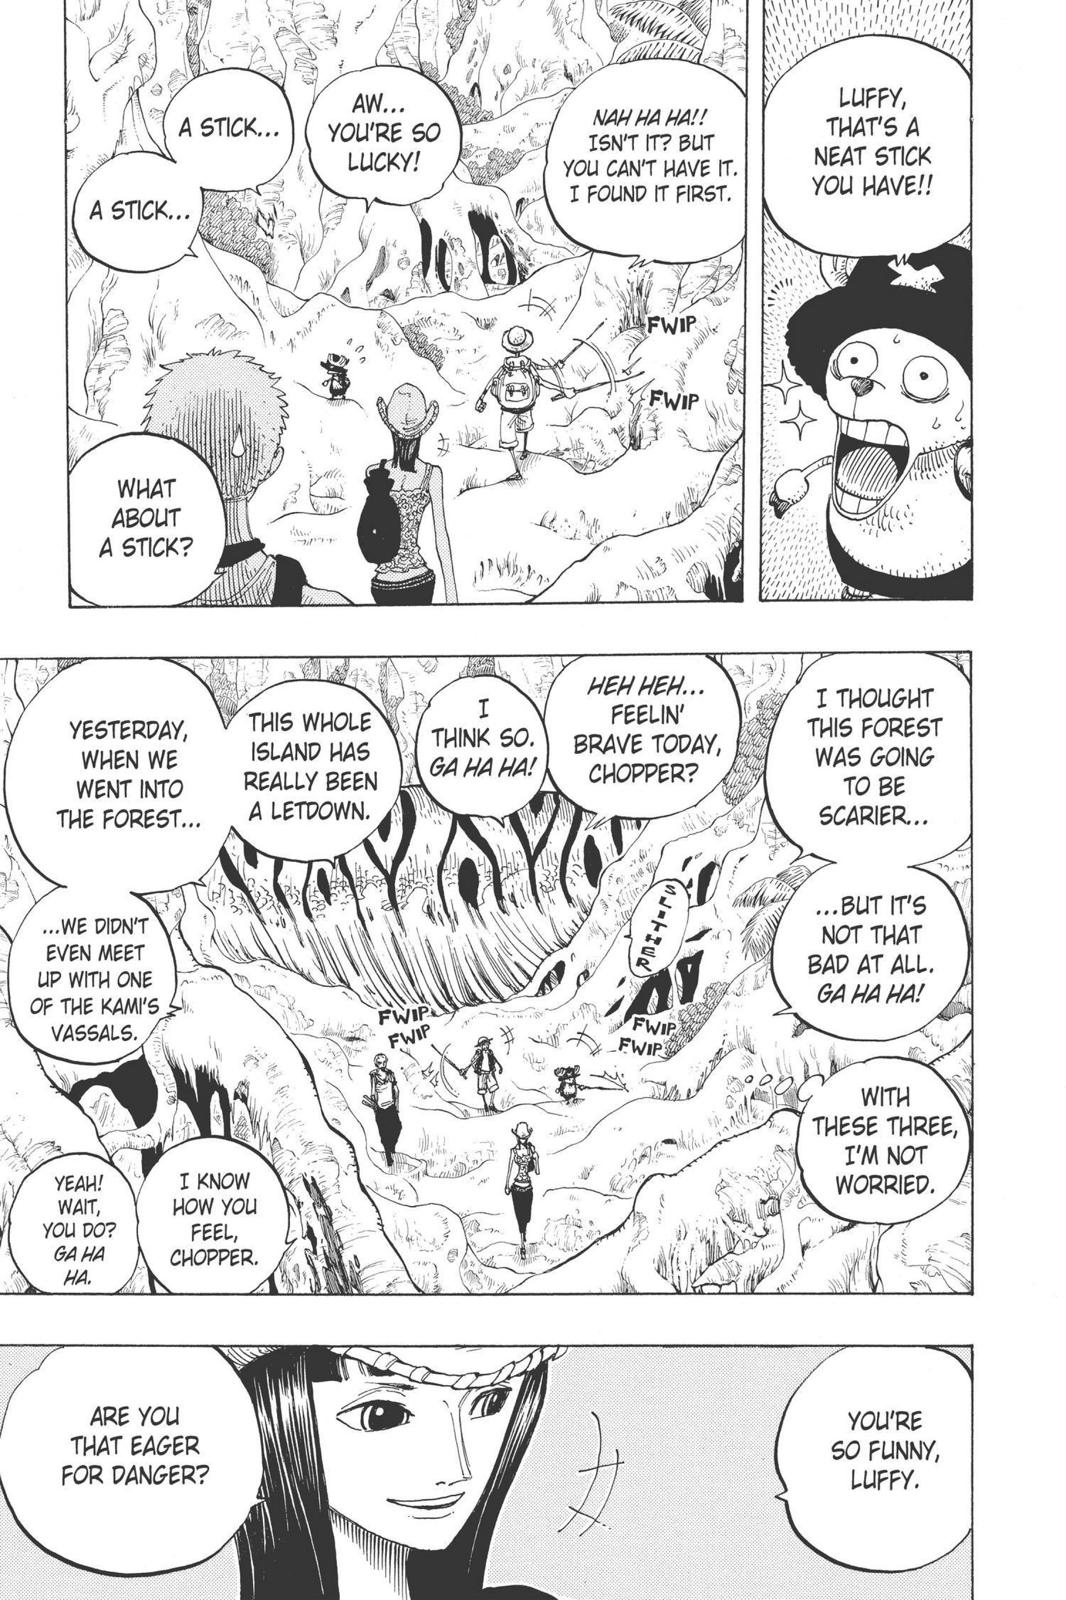 LUFFY,
THAT'S A
NEAT STICK
YOU HAVE!!
NAH HA HA!!
ISN'T IT? BUT
YOU CAN'T HAVE IT.
I FOUND IT FIRST.
AW...
YOU'RE SO
LUCKY!
A STICK...
A STICK...
FWIP
FWIP
WHAT
ABOUT
A STICK?
I THOUGHT
THIS FOREST
WAS GOING
TO BE
SCARIER...
...BUT IT'S
NOT THAT
BAD AT ALL.
GA HA HA!
HEH HEH...
FEELIN'
BRAVE TODAY,
CHOPPER?
I
THINK SO.
GA HA HA!
THIS WHOLE
ISLAND HAS
REALLY BEEN
A LETDOWN.
YESTERDAY,
WHEN WE
WENT INTO
THE FOREST...
...WE DIDN'T
EVEN MEET
UP WITH ONE
OF THE KAMI'S
VASSALS.
SLITHER
FWIP
FWIP
FWIP
FWIP
WITH
THESE THREE,
I'M NOT
WORRIED.
I KNOW
HOW YOU
FEEL,
CHOPPER.
YEAH!
WAIT,
YOU DO?
GA HA
HA.
YOU'RE
SO FUNNY,
LUFFY.
ARE YOU
THAT EAGER
FOR DANGER?